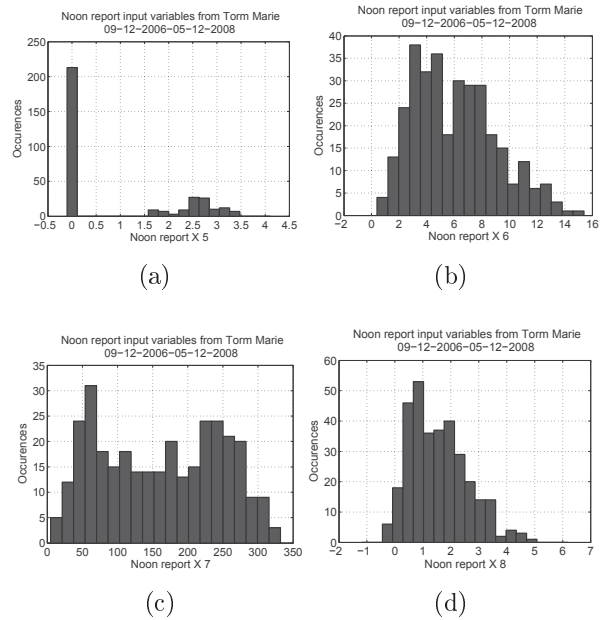 Noon report input variables from Torm Marie
09−12−2006−05−12−2008
250
200
150
100
50
0
Occurences
−0.5 0 0.5 1 1.5 2 2.5 3 3.5 4 4.5
Noon report X 5
(a)
Noon report input variables from Torm Marie
09−12−2006−05−12−2008
40
35
30
25
20
15
10
5
0
Occurences
−2 0 2 4 6 8 10 12 14 16
Noon report X 6
(b)
Noon report input variables from Torm Marie
09−12−2006−05−12−2008
35
30
25
20
15
10
5
0
Occurences
0 50 100 150 200 250 300 350
Noon report X 7
(c)
Noon report input variables from Torm Marie
09−12−2006−05−12−2008
60
50
40
30
20
10
0
Occurences
−2 −1 0 1 2 3 4 5 6 7
Noon report X 8
(d)